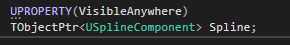 UPROPERTY(VisibleAnywhere)
TObjectPtr<USplineComponent> Spline;